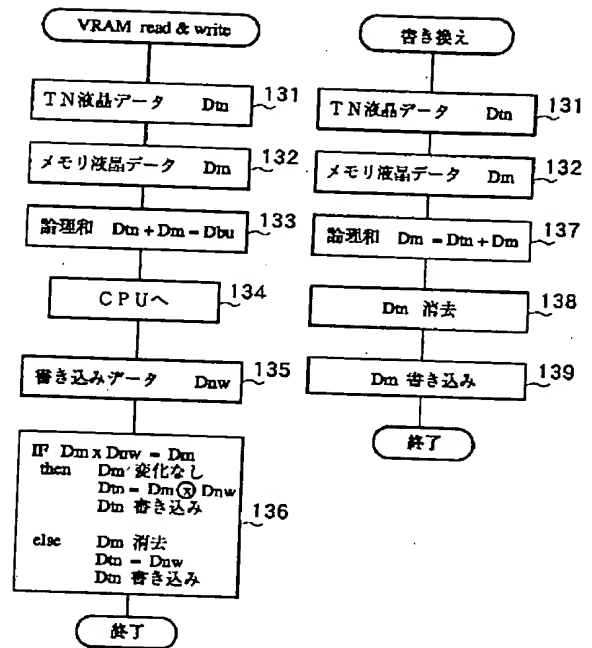 VRAM read & write
TN液晶データ Dtn 131
メモリ液晶データ Dm 132
論理和 Dtn + Dm = Dbu 133
CPUへ 134
書き込みデータ Dnw 135
IF Dm x Dnw = Dm
then Dm 変化なし
Dtn = Dm ⓧ Dnw
Dtn 書き込み
136
else Dm 消去
Dtn = Dnw
Dtn 書き込み
終了
書き換え
TN液晶データ Dtn 131
メモリ液晶データ Dm 132
論理和 Dm = Dtn + Dm 137
Dtn 消去 138
Dm 書き込み 139
終了